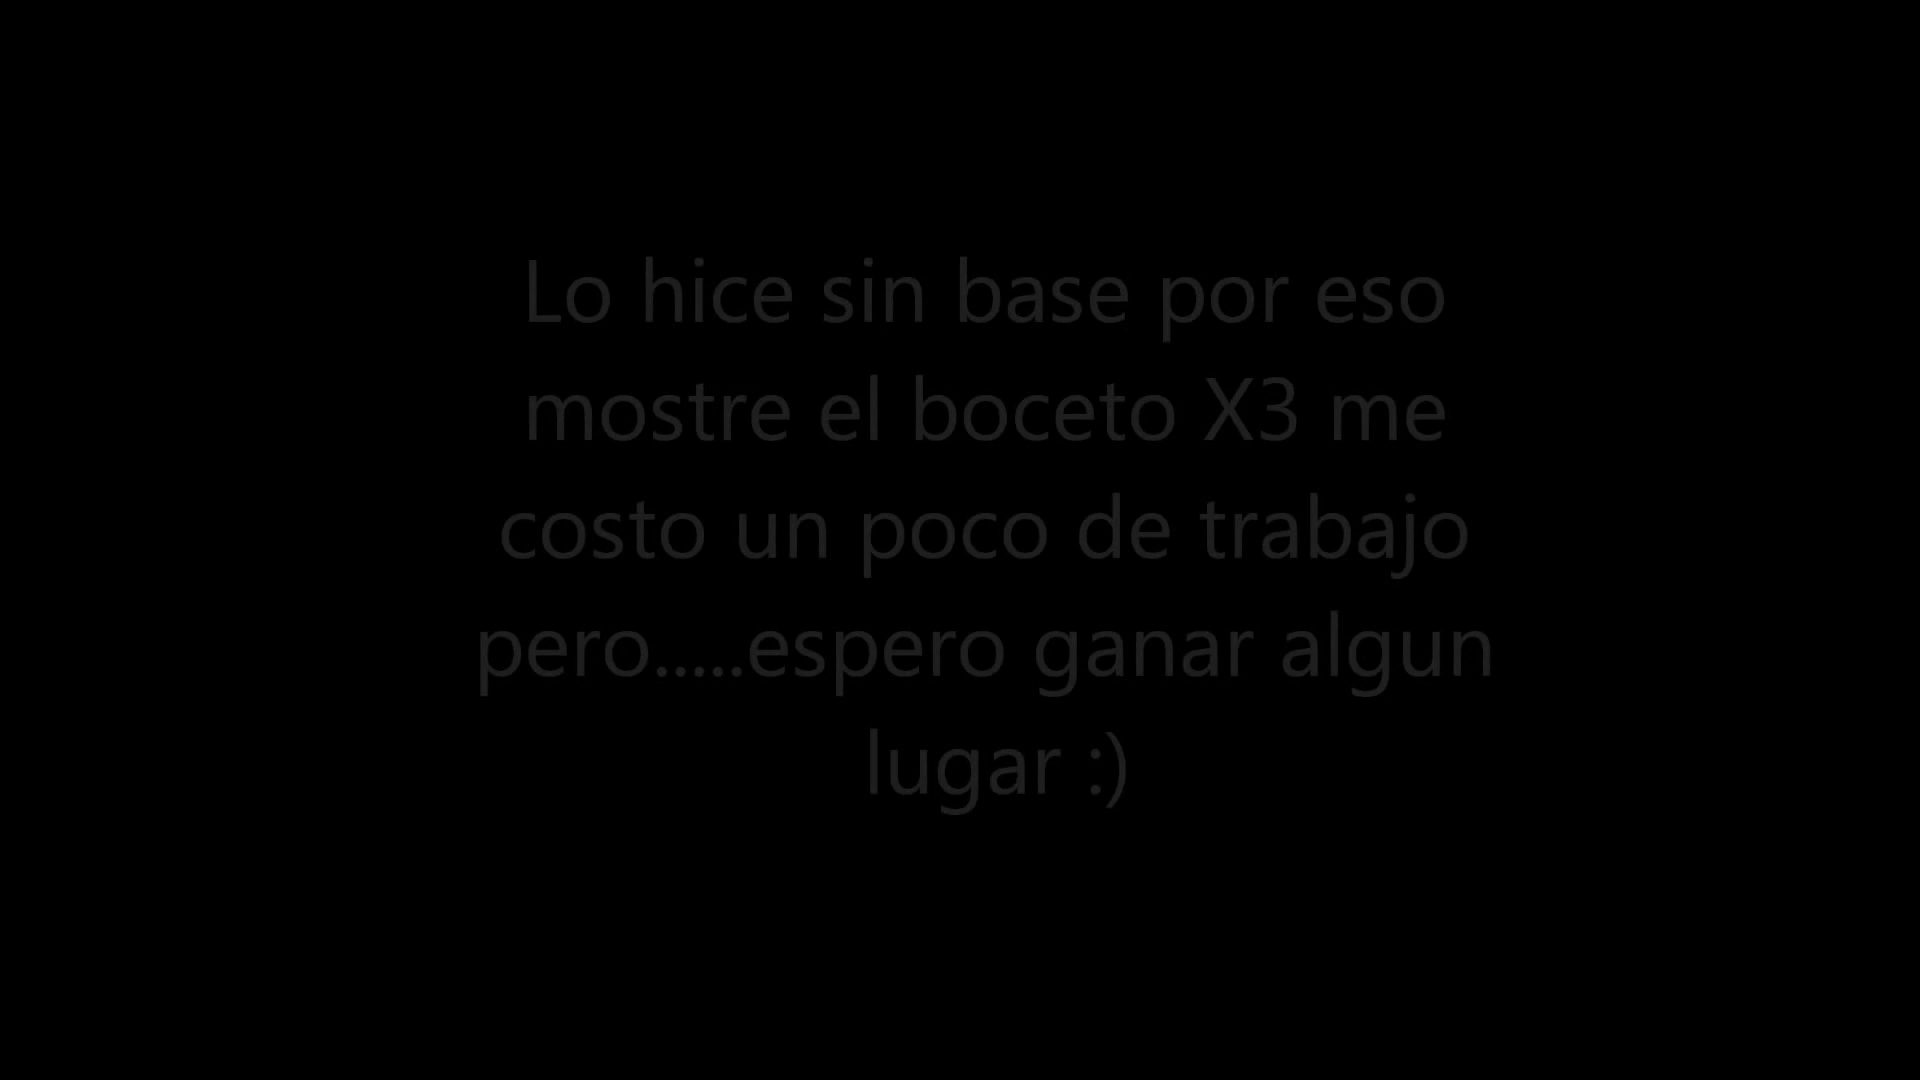 Lo hice sin base por eso
mostre el boceto X3 me
costo un poco de trabajo
pero.....espero ganar algun
lugar :)